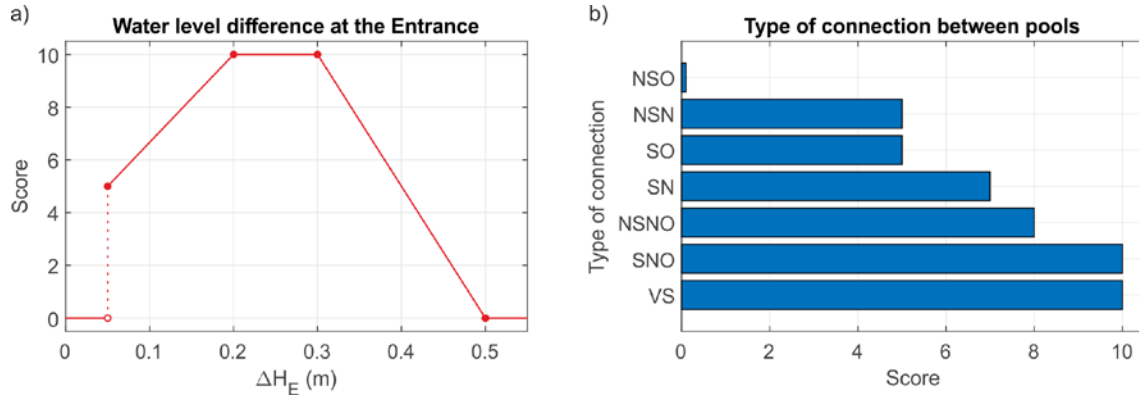 a)
Water level difference at the Entrance
10
8
6
4
2
0
Score
0 0.1 0.2 0.3 0.4 0.5
ΔH_E (m)
b)
Type of connection between pools
NSO
NSN
SO
SN
NSNO
SNO
VS
Type of connection
0 2 4 6 8 10
Score